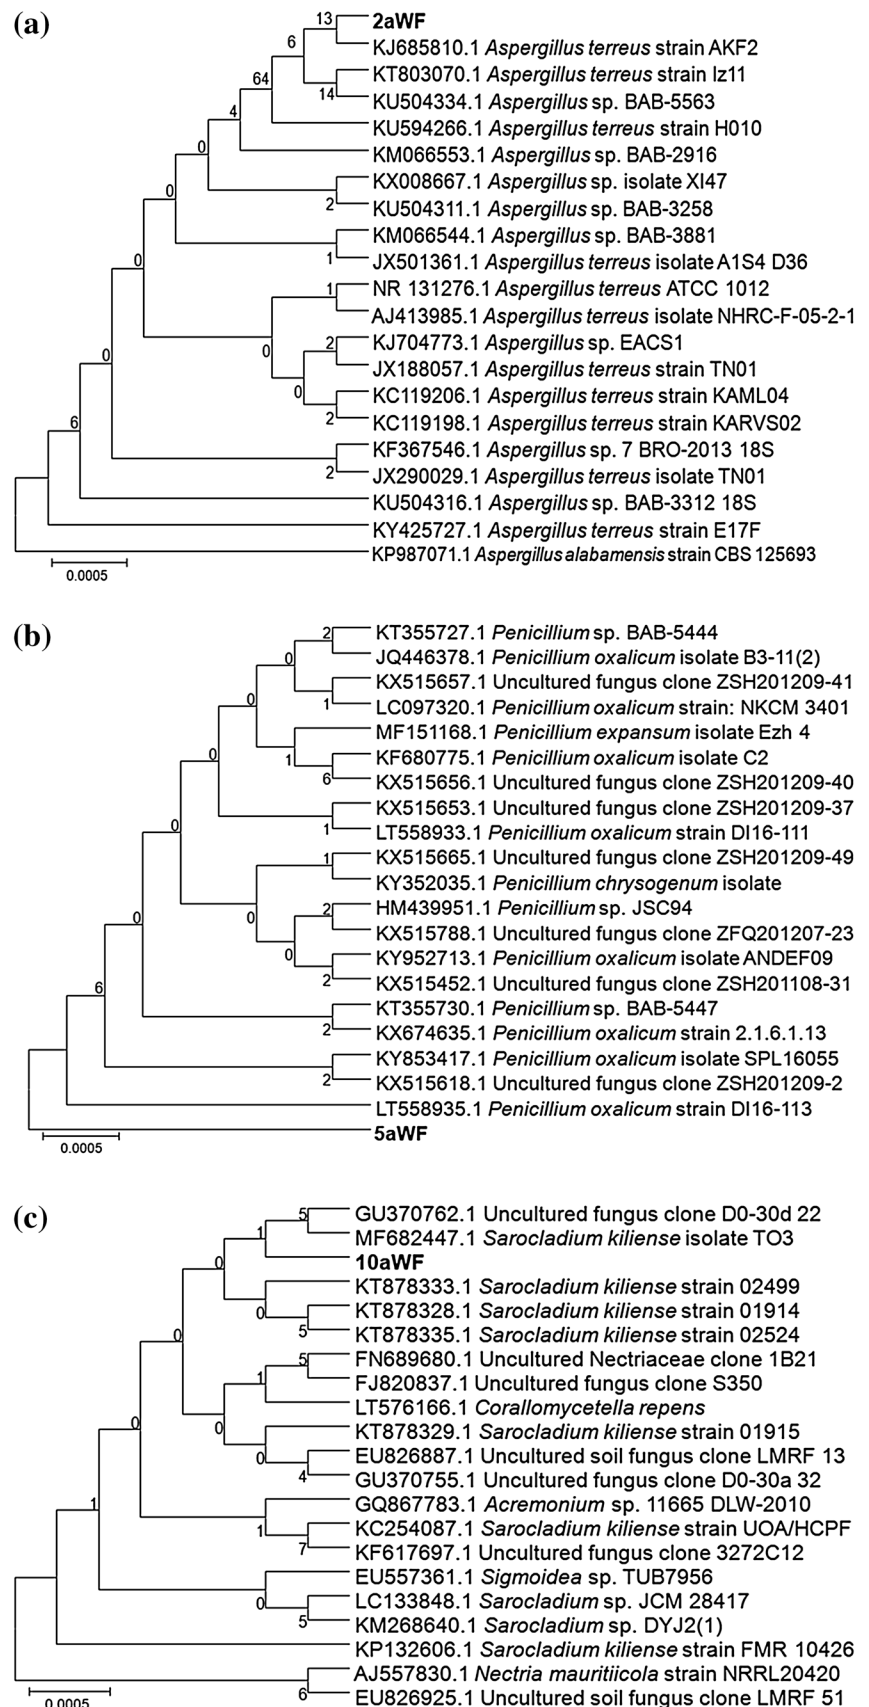 (a)
13 2aWF
6 KJ685810.1 Aspergillus terreus strain AKF2
64 KT803070.1 Aspergillus terreus strain Iz11
14 KU504334.1 Aspergillus sp. BAB-5563
4 KU594266.1 Aspergillus terreus strain H010
0 KM066553.1 Aspergillus sp. BAB-2916
0 KX008667.1 Aspergillus sp. isolate XI47
2 KU504311.1 Aspergillus sp. BAB-3258
KM066544.1 Aspergillus sp. BAB-3881
0 1 JX501361.1 Aspergillus terreus isolate A1S4 D36
1 NR 131276.1 Aspergillus terreus ATCC 1012
AJ413985.1 Aspergillus terreus isolate NHRC-F-05-2-1
0 0 2 KJ704773.1 Aspergillus sp. EACS1
JX188057.1 Aspergillus terreus strain TN01
0 KC119206.1 Aspergillus terreus strain KAML04
6 2 KC119198.1 Aspergillus terreus strain KARVS02
KF367546.1 Aspergillus sp. 7 BRO-2013 18S
2 JX290029.1 Aspergillus terreus isolate TN01
KU504316.1 Aspergillus sp. BAB-3312 18S
KY425727.1 Aspergillus terreus strain E17F
KP987071.1 Aspergillus alabamensis strain CBS 125693
0.0005
(b)
2 KT355727.1 Penicillium sp. BAB-5444
0 JQ446378.1 Penicillium oxalicum isolate B3-11(2)
KX515657.1 Uncultured fungus clone ZSH201209-41
0 1 LC097320.1 Penicillium oxalicum strain: NKCM 3401
MF151168.1 Penicillium expansum isolate Ezh 4
0 1 KF680775.1 Penicillium oxalicum isolate C2
6 KX515656.1 Uncultured fungus clone ZSH201209-40
KX515653.1 Uncultured fungus clone ZSH201209-37
0 1 LT558933.1 Penicillium oxalicum strain DI16-111
1 KX515665.1 Uncultured fungus clone ZSH201209-49
KY352035.1 Penicillium chrysogenum isolate
0 0 2 HM439951.1 Penicillium sp. JSC94
KX515788.1 Uncultured fungus clone ZFQ201207-23
0 KY952713.1 Penicillium oxalicum isolate ANDEF09
6 2 KX515452.1 Uncultured fungus clone ZSH201108-31
KT355730.1 Penicillium sp. BAB-5447
2 KX674635.1 Penicillium oxalicum strain 2.1.6.1.13
KY853417.1 Penicillium oxalicum isolate SPL16055
2 KX515618.1 Uncultured fungus clone ZSH201209-2
LT558935.1 Penicillium oxalicum strain DI16-113
5aWF
0.0005
(c)
5 GU370762.1 Uncultured fungus clone D0-30d 22
1 MF682447.1 Sarocladium kiliense isolate TO3
0 10aWF
KT878333.1 Sarocladium kiliense strain 02499
0 KT878328.1 Sarocladium kiliense strain 01914
0 5 KT878335.1 Sarocladium kiliense strain 02524
5 FN689680.1 Uncultured Nectriaceae clone 1B21
1 FJ820837.1 Uncultured fungus clone S350
LT576166.1 Corallomycetella repens
0 0 KT878329.1 Sarocladium kiliense strain 01915
0 EU826887.1 Uncultured soil fungus clone LMRF 13
4 GU370755.1 Uncultured fungus clone D0-30a 32
1 GQ867783.1 Acremonium sp. 11665 DLW-2010
1 KC254087.1 Sarocladium kiliense strain UOA/HCPF
7 KF617697.1 Uncultured fungus clone 3272C12
EU557361.1 Sigmoidea sp. TUB7956
0 LC133848.1 Sarocladium sp. JCM 28417
5 KM268640.1 Sarocladium sp. DYJ2(1)
KP132606.1 Sarocladium kiliense strain FMR 10426
AJ557830.1 Nectria mauritiicola strain NRRL20420
6 EU826925.1 Uncultured soil fungus clone LMRF 51
0.0005